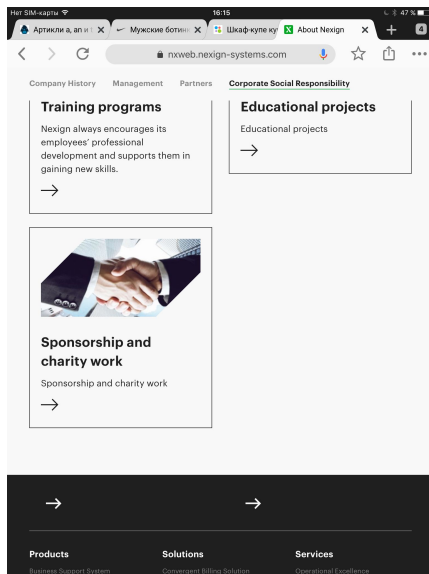 Нет SIM-карты 16:15 47 %
Артикли a, an и t
Мужские ботинк
Шкаф-купе куп
About Nexign
4
nxweb.nexign-systems.com
Company History Management Partners Corporate Social Responsibility
Training programs
Nexign always encourages its
employees' professional
development and supports them in
gaining new skills.
Educational projects
Educational projects
Sponsorship and
charity work
Sponsorship and charity work
Products Solutions Services
Business Support System Convergent Billing Solution Operational Excellence